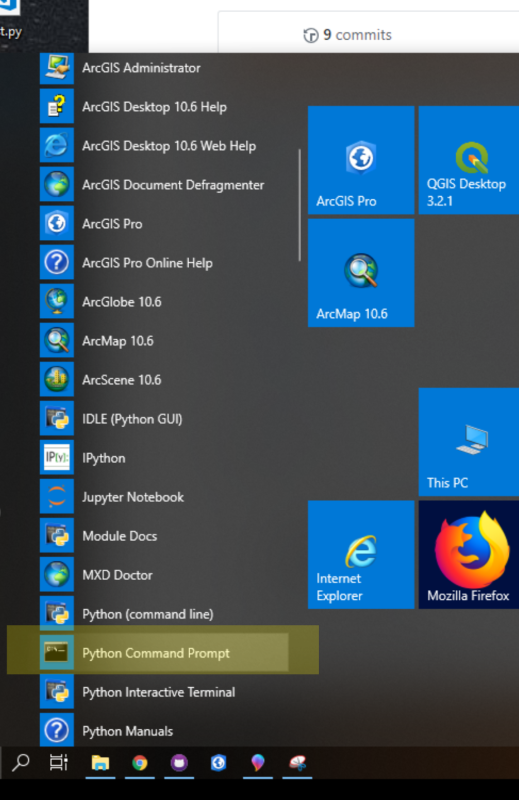 t.py
9 commits
ArcGIS Administrator
ArcGIS Desktop 10.6 Help
ArcGIS Desktop 10.6 Web Help
ArcGIS Document Defragmenter
ArcGIS Pro
ArcGIS Pro Online Help
ArcGlobe 10.6
ArcMap 10.6
ArcScene 10.6
IDLE (Python GUI)
IP[y]:
IPython
Jupyter Notebook
Module Docs
MXD Doctor
Python (command line)
Python Command Prompt
Python Interactive Terminal
Python Manuals
ArcGIS Pro
QGIS Desktop
3.2.1
ArcMap 10.6
This PC
Internet
Explorer
Mozilla Firefox